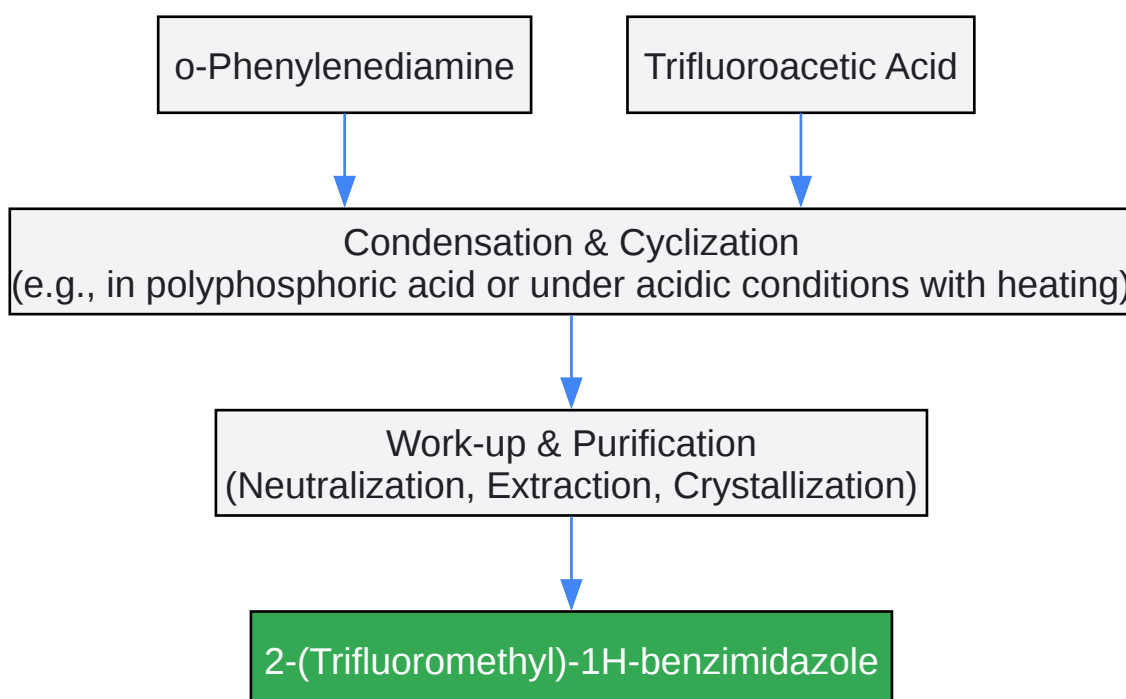 o-Phenylenediamine
Trifluoroacetic Acid
Condensation & Cyclization
(e.g., in polyphosphoric acid or under acidic conditions with heating)
Work-up & Purification
(Neutralization, Extraction, Crystallization)
2-(Trifluoromethyl)-1H-benzimidazole